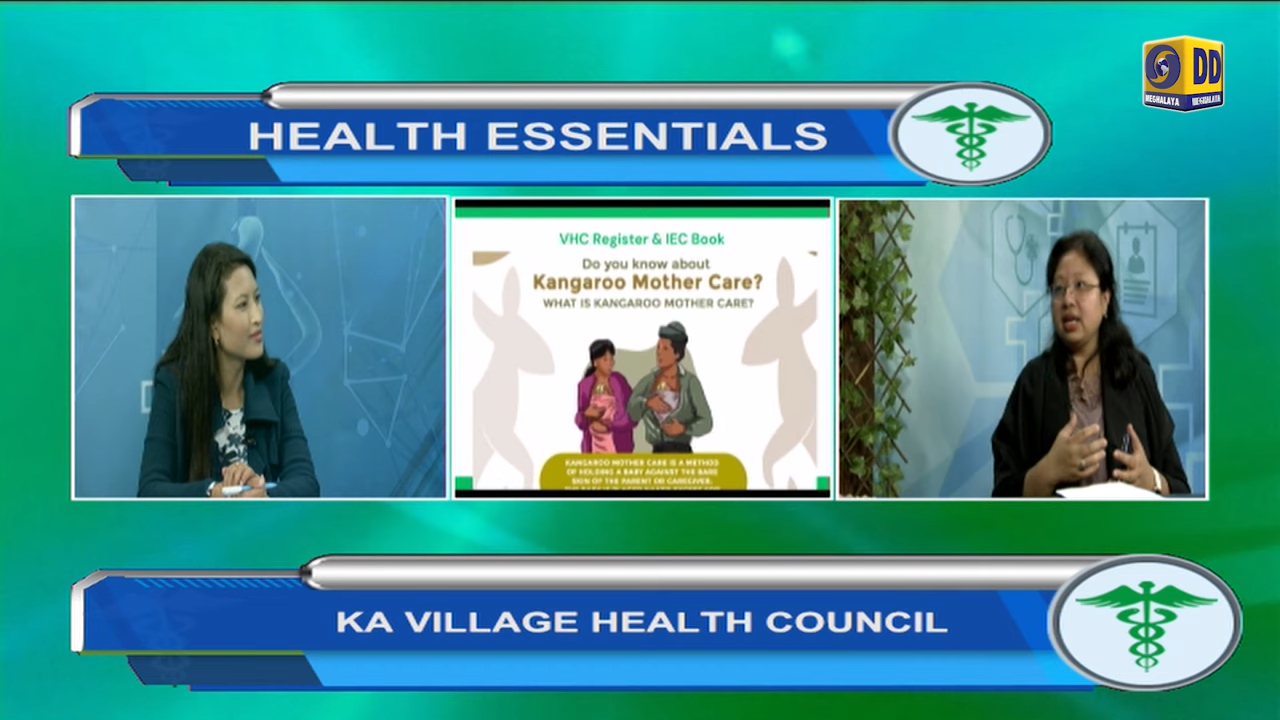 DD
MEGHALAYA
MEGHALAYA
HEALTH ESSENTIALS
VHC Register & IEC Book
Do you know about
Kangaroo Mother Care?
WHAT IS KANGAROO MOTHER CARE?
KANGAROO MOTHER CARE IS A METHOD
OF HOLDING A BABY AGAINST THE BARE
SKIN OF THE PARENT OR CAREGIVER.
KA VILLAGE HEALTH COUNCIL